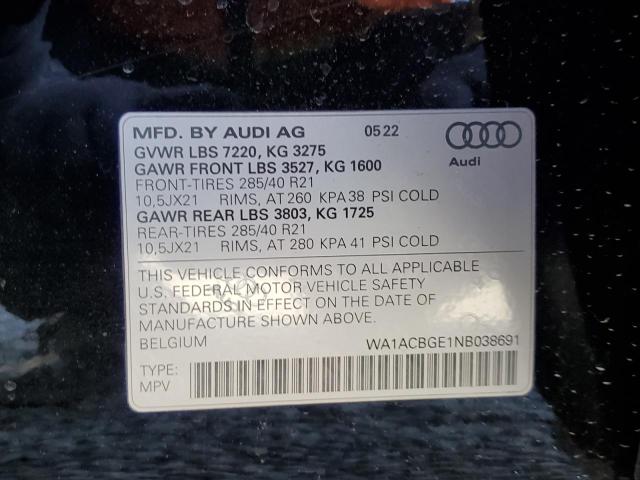 MFD. BY AUDI AG 05 22
GVWR LBS 7220, KG 3275
GAWR FRONT LBS 3527, KG 1600
FRONT-TIRES 285/40 R21
10,5JX21 RIMS, AT 260 KPA 38 PSI COLD
GAWR REAR LBS 3803, KG 1725
REAR-TIRES 285/40 R21
10,5JX21 RIMS, AT 280 KPA 41 PSI COLD
Audi
THIS VEHICLE CONFORMS TO ALL APPLICABLE
U.S. FEDERAL MOTOR VEHICLE SAFETY
STANDARDS IN EFFECT ON THE DATE OF
MANUFACTURE SHOWN ABOVE.
BELGIUM WA1ACBGE1NB038691
TYPE:
MPV